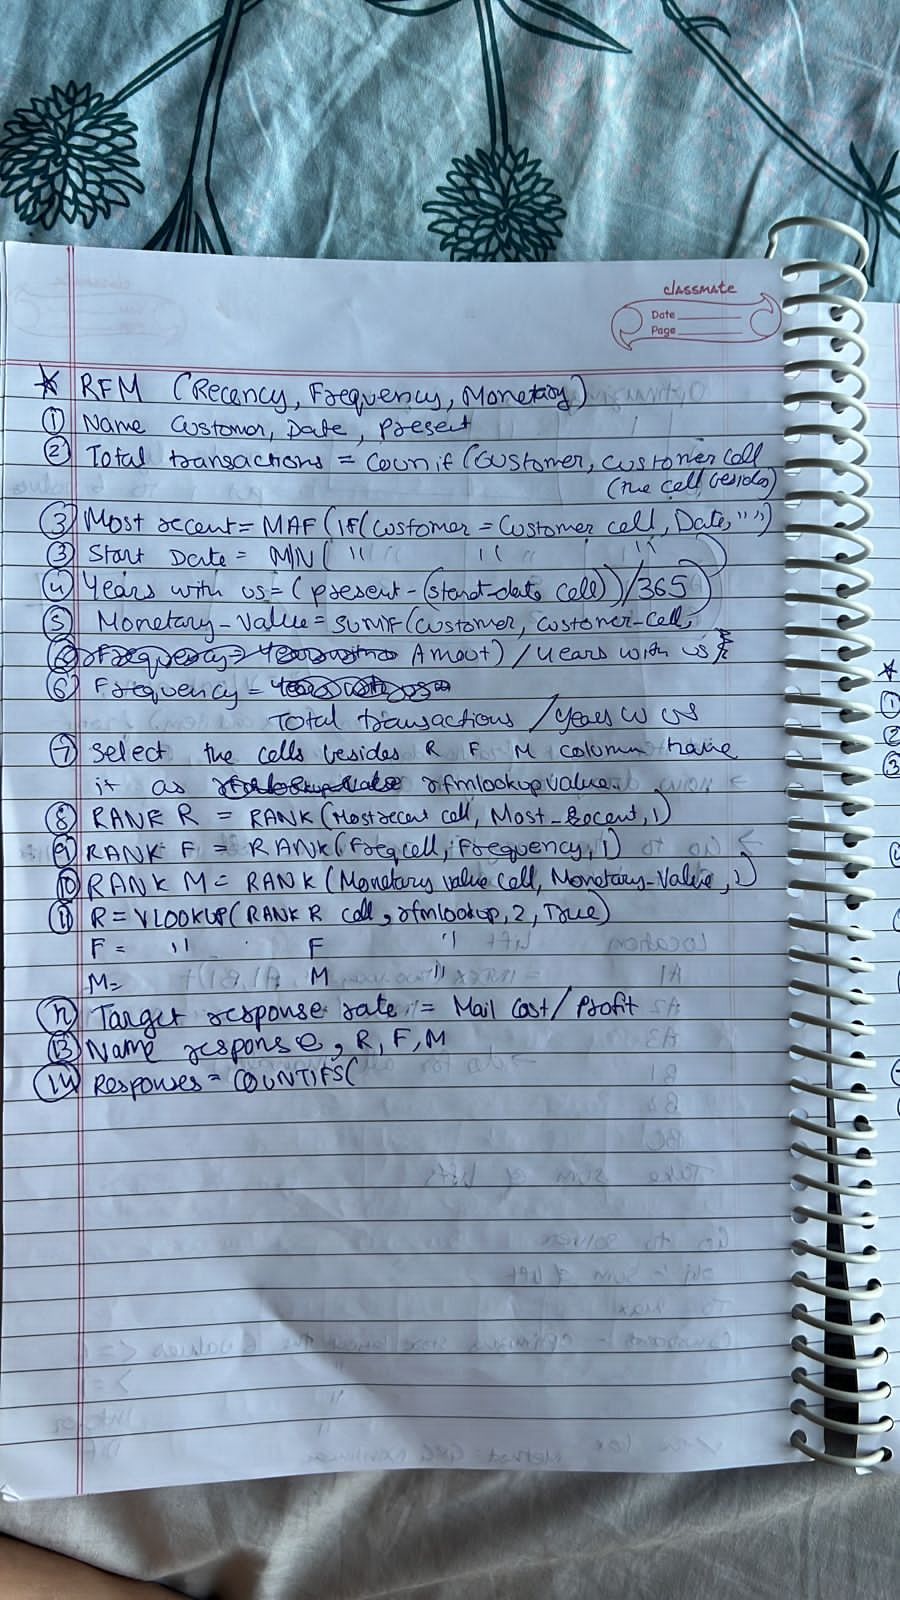 classmate
Date
Page
* RFM (Recency, Frequency, Monetary)
① Name Customer, Date, Present
② Total transactions = Counif (Customer, customer cell
(the cell besides)
③ Most recent = MAF (IF(Customer = Customer cell, Date, "")
③ Start Date = MIN( " " " "
④ Years with us = (present - (start-date cell))/365
⑤ Monetary-Value = SUMIF(Customer, Customer-cell,
Amout) / Years with us
⑥ Frequency =
Total transactions / Years w us
⑦ Select the cells besides R F M column name
it as rfmlookupvalue.
⑧ RANK R = RANK (Most recent cell, Most-Recent, 1)
⑨ RANK F = RANK (Freq cell, Frequency, 1)
⑩ RANK M = RANK (Monetary value cell, Monetary-Value, 1)
⑪ R = VLOOKUP (RANK R cell, rfmlookup, 2, True)
F = " F "
M = " M "
⑫ Target response rate = Mail Cost / Profit
⑬ Name response, R, F, M
⑭ Responses = COUNTIFS(